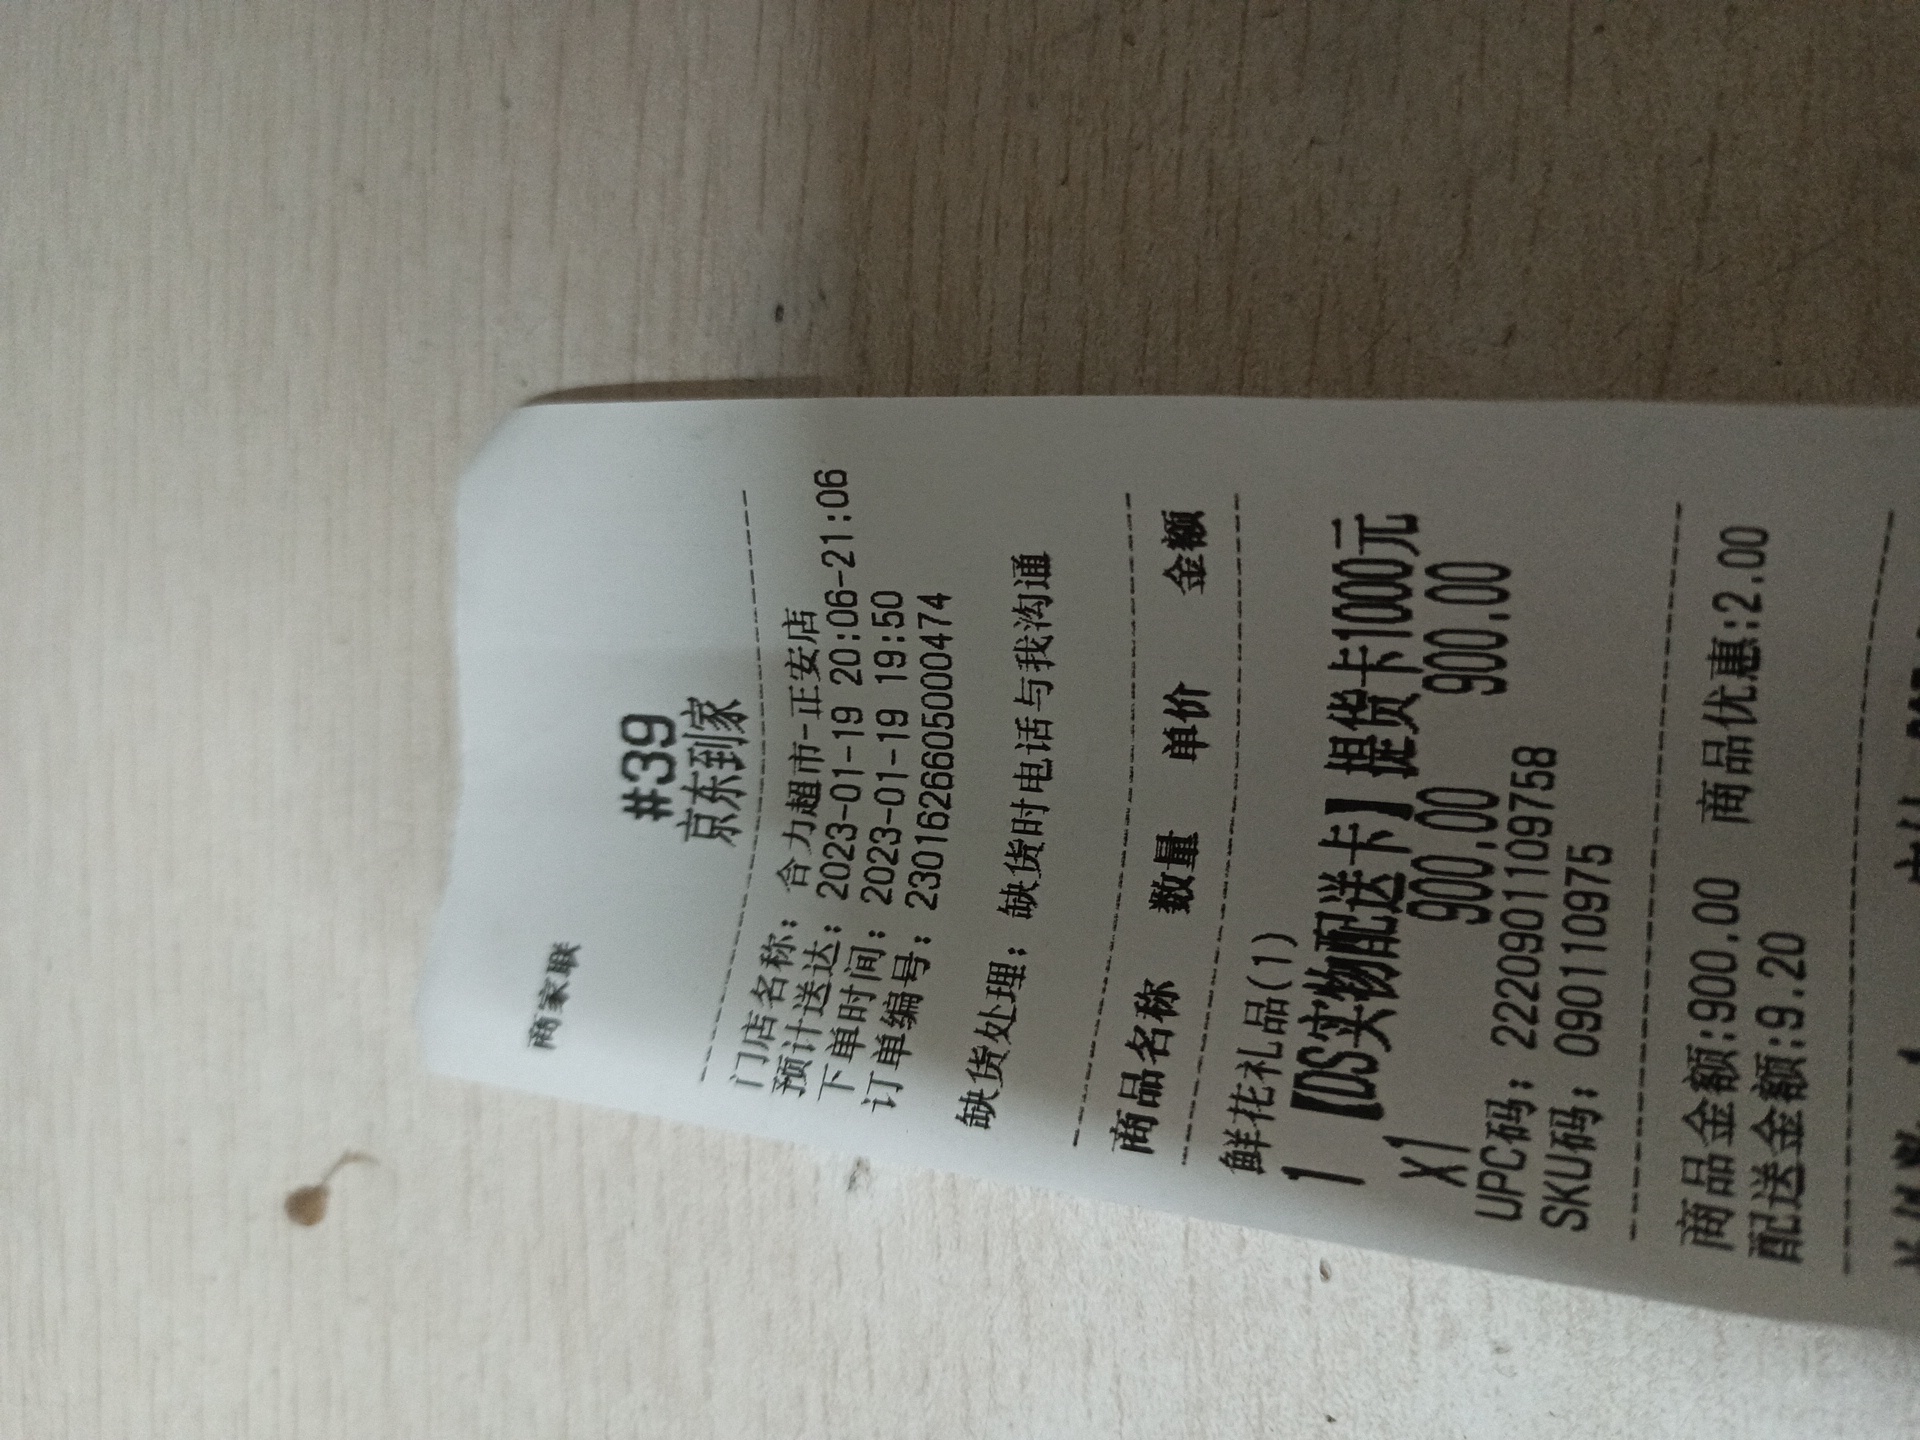 商家联
#39
京东到家
门店名称: 合力超市-正安店
预计送达: 2023-01-19 20:06-21:06
下单时间: 2023-01-19 19:50
订单编号: 2301626605000474
缺货处理: 缺货时电话与我沟通
商品名称 数量 单价 金额
鲜花礼品(1)
1 【DS实物配送卡】提货卡1000元
x1 900.00 900.00
UPC码: 2220901109758
SKU码: 090110975
商品金额:900.00 商品优惠:2.00
配送金额:9.20